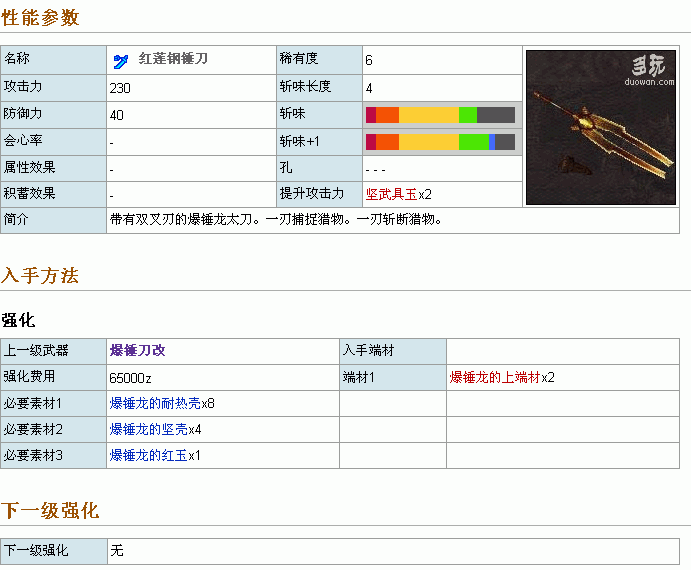 性能参数
名称 红莲钢锤刀 稀有度 6
多玩
duowan.com
攻击力 230 斩味长度 4
防御力 40 斩味
会心率 - 斩味+1
属性效果 - 孔 - - -
积蓄效果 - 提升攻击力 坚武具玉x2
简介 带有双叉刃的爆锤龙太刀。一刃捕捉猎物。一刃斩断猎物。
入手方法
强化
上一级武器 爆锤刀改 入手端材
强化费用 65000z 端材1 爆锤龙的上端材x2
必要素材1 爆锤龙的耐热壳x8
必要素材2 爆锤龙的坚壳x4
必要素材3 爆锤龙的红玉x1
下一级强化
下一级强化 无